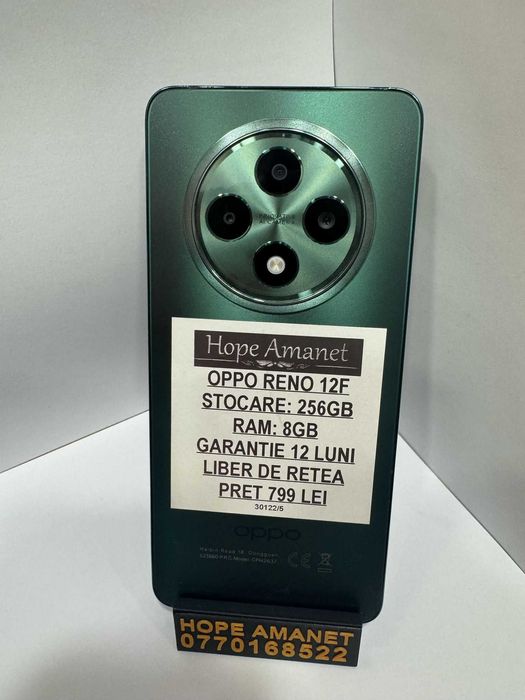 Hope Amanet
OPPO RENO 12F
STOCARE: 256GB
RAM: 8GB
GARANTIE 12 LUNI
LIBER DE RETEA
PRET 799 LEI
30122/5
oppo
CE
HOPE AMANET
0770168522